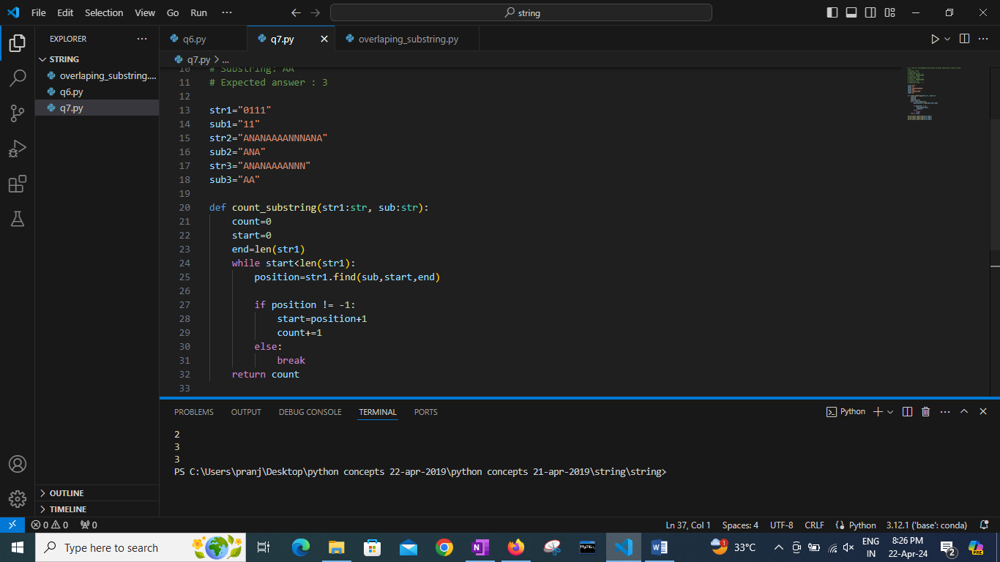 File Edit Selection View Go Run ···
string
EXPLORER ···
STRING
overlaping_substring....
q6.py
q7.py
OUTLINE
TIMELINE
q6.py q7.py overlaping_substring.py
q7.py > ...
10 # Substring: AA
11 # Expected answer : 3
12
13 str1="0111"
14 sub1="11"
15 str2="ANANAAAANNNANA"
16 sub2="ANA"
17 str3="ANANAAAANNN"
18 sub3="AA"
19
20 def count_substring(str1:str, sub:str):
21 count=0
22 start=0
23 end=len(str1)
24 while start<len(str1):
25 position=str1.find(sub,start,end)
26
27 if position != -1:
28 start=position+1
29 count+=1
30 else:
31 break
32 return count
33
PROBLEMS OUTPUT DEBUG CONSOLE TERMINAL PORTS
Python
2
3
3
PS C:\Users\pranj\Desktop\python concepts 22-apr-2019\python concepts 21-apr-2019\string\string>
0 0 0
Ln 37, Col 1 Spaces: 4 UTF-8 CRLF Python 3.12.1 ('base': conda)
Type here to search
1
33°C
ENG
IN
8:26 PM
22-Apr-24
2
PRE